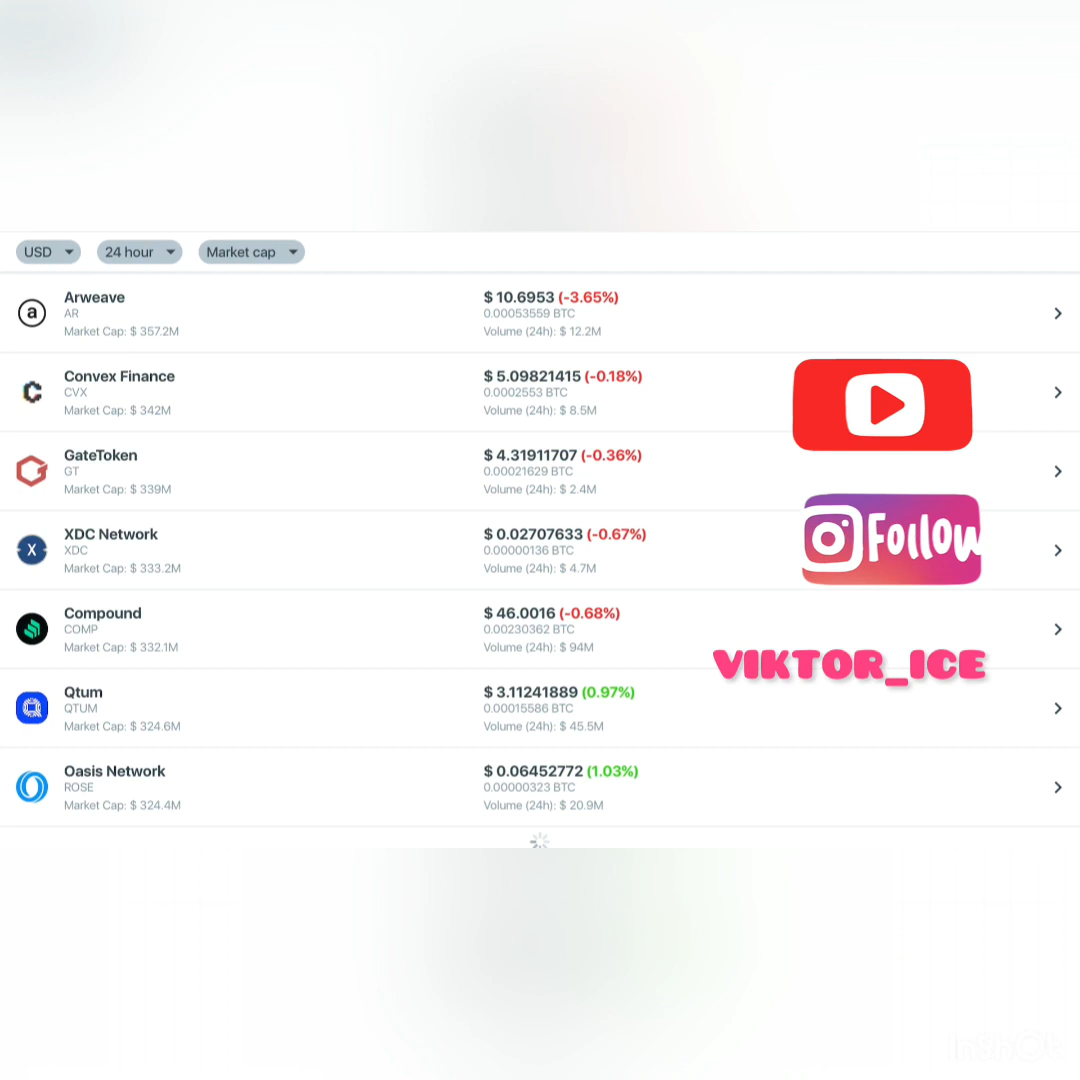 USD 24 hour Market cap
Arweave
AR
Market Cap: $ 357.2M
$ 10.6953 (-3.65%)
0.00053559 BTC
Volume (24h): $ 12.2M
Convex Finance
CVX
Market Cap: $ 342M
$ 5.09821415 (-0.18%)
0.0002553 BTC
Volume (24h): $ 8.5M
GateToken
GT
Market Cap: $ 339M
$ 4.31911707 (-0.36%)
0.00021629 BTC
Volume (24h): $ 2.4M
XDC Network
XDC
Market Cap: $ 333.2M
$ 0.02707633 (-0.67%)
0.00000136 BTC
Volume (24h): $ 4.7M
Follow
Compound
COMP
Market Cap: $ 332.1M
$ 46.0016 (-0.68%)
0.00230362 BTC
Volume (24h): $ 94M
VIKTOR_ICE
Qtum
QTUM
Market Cap: $ 324.6M
$ 3.11241889 (0.97%)
0.00015586 BTC
Volume (24h): $ 45.5M
Oasis Network
ROSE
Market Cap: $ 324.4M
$ 0.06452772 (1.03%)
0.00000323 BTC
Volume (24h): $ 20.9M
InShOt